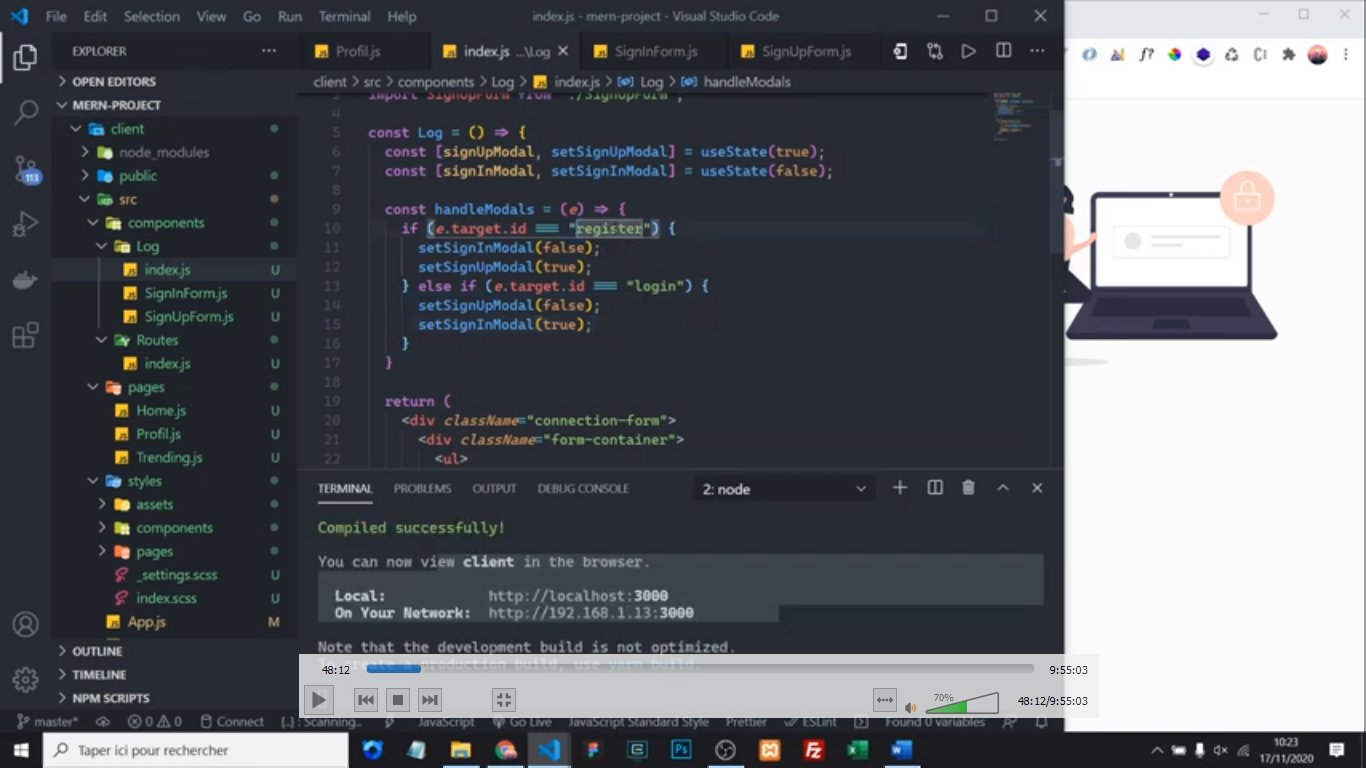 File Edit Selection View Go Run Terminal Help
index.js - mern-project - Visual Studio Code
EXPLORER
Profil.js
index.js ...\Log
SignInForm.js
SignUpForm.js
f?
OPEN EDITORS
MERN-PROJECT
client
node_modules
public
src
components
Log
index.js U
SignInForm.js U
SignUpForm.js U
Routes
index.js U
pages
Home.js U
Profil.js U
Trending.js U
styles
assets
components
pages
_settings.scss U
index.scss U
App.js M
OUTLINE
TIMELINE
NPM SCRIPTS
113
client > src > components > Log > index.js > Log > handleModals
import SignUpForm from "./SignUpForm";
4
5 const Log = () => {
6 const [signUpModal, setSignUpModal] = useState(true);
7 const [signInModal, setSignInModal] = useState(false);
8
9 const handleModals = (e) => {
10 if (e.target.id === "register") {
11 setSignInModal(false);
12 setSignUpModal(true);
13 } else if (e.target.id === "login") {
14 setSignUpModal(false);
15 setSignInModal(true);
16 }
17 }
18
19 return (
20 <div className="connection-form">
21 <div className="form-container">
22 <ul>
TERMINAL PROBLEMS OUTPUT DEBUG CONSOLE 2: node
Compiled successfully!
You can now view client in the browser.
Local: http://localhost:3000
On Your Network: http://192.168.1.13:3000
Note that the development build is not optimized.
To create a production build, use yarn build.
48:12 9:55:03
70% 48:12/9:55:03
master* 0 0 Connect {..} : Scanning.. JavaScript Go Live JavaScript Standard Style Prettier ESLint Found 0 variables
Taper ici pour rechercher
10:23
17/11/2020